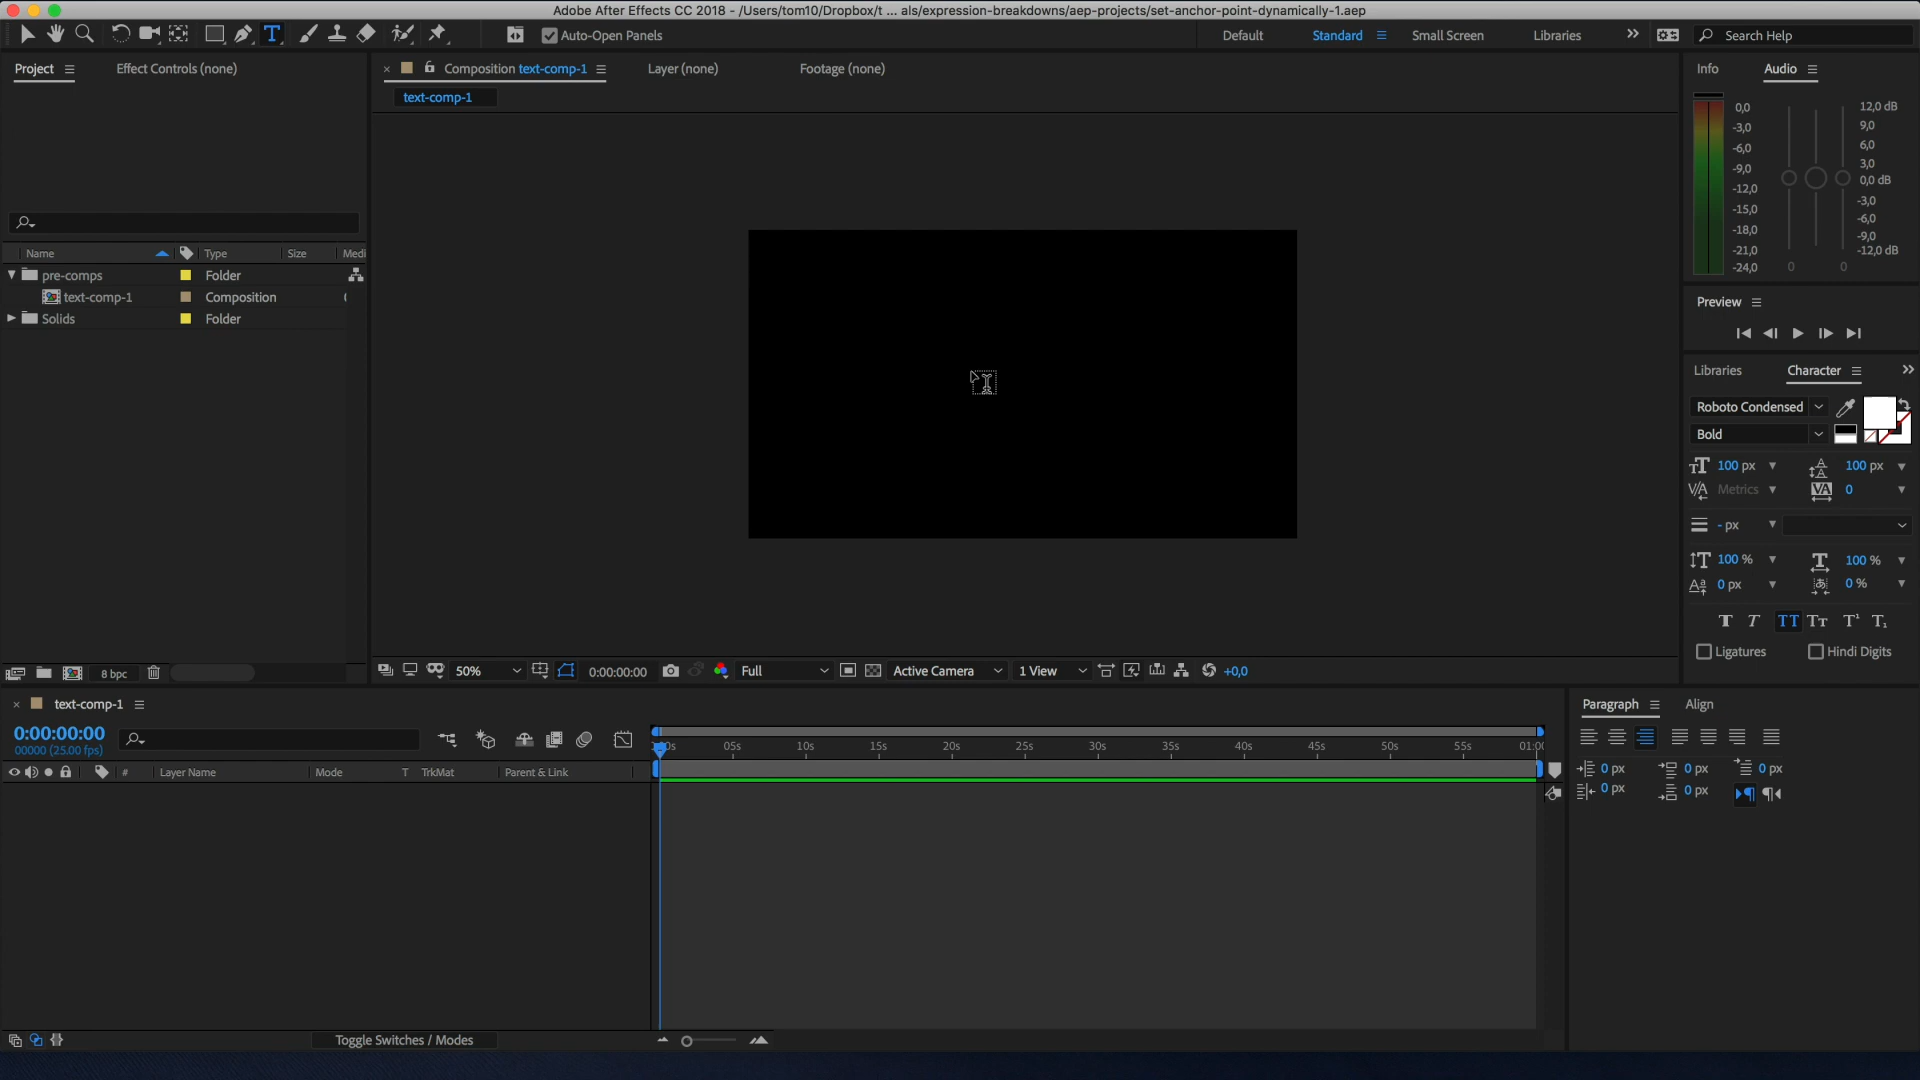 Adobe After Effects CC 2018 - /Users/tom10/Dropbox/t ... als/expression-breakdowns/aep-projects/set-anchor-point-dynamically-1.aep
Auto-Open Panels
Default
Standard
Small Screen
Libraries
Search Help
Project
Effect Controls (none)
Composition text-comp-1
Layer (none)
Footage (none)
text-comp-1
Info
Audio
0,0
-3,0
-6,0
-9,0
-12,0
-15,0
-18,0
-21,0
-24,0
12,0 dB
9,0
6,0
3,0
0,0 dB
-3,0
-6,0
-9,0
-12,0 dB
0
0
Name
Type
Size
Medi
pre-comps
Folder
text-comp-1
Composition
Solids
Folder
Preview
Libraries
Character
Roboto Condensed
Bold
100 px
100 px
Metrics
0
- px
100 %
100 %
0 px
0 %
Ligatures
Hindi Digits
8 bpc
50%
0:00:00:00
Full
Active Camera
1 View
+0,0
text-comp-1
0:00:00:00
00000 (25.00 fps)
05s
10s
15s
20s
25s
30s
35s
40s
45s
50s
55s
01:0
#
Layer Name
Mode
T
TrkMat
Parent & Link
Paragraph
Align
0 px
0 px
0 px
0 px
0 px
Toggle Switches / Modes